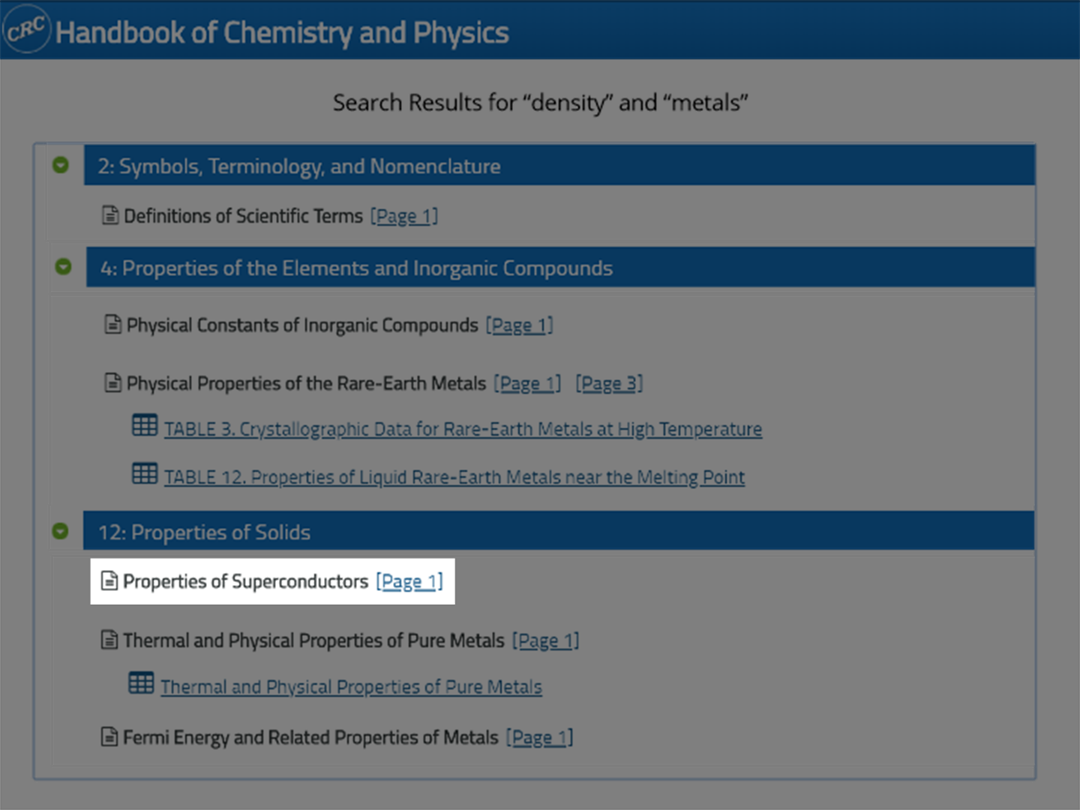 CRC Handbook of Chemistry and Physics
Search Results for “density” and “metals”
2: Symbols, Terminology, and Nomenclature
Definitions of Scientific Terms [Page 1]
4: Properties of the Elements and Inorganic Compounds
Physical Constants of Inorganic Compounds [Page 1]
Physical Properties of the Rare-Earth Metals [Page 1] [Page 3]
TABLE 3. Crystallographic Data for Rare-Earth Metals at High Temperature
TABLE 12. Properties of Liquid Rare-Earth Metals near the Melting Point
12: Properties of Solids
Properties of Superconductors [Page 1]
Thermal and Physical Properties of Pure Metals [Page 1]
Thermal and Physical Properties of Pure Metals
Fermi Energy and Related Properties of Metals [Page 1]